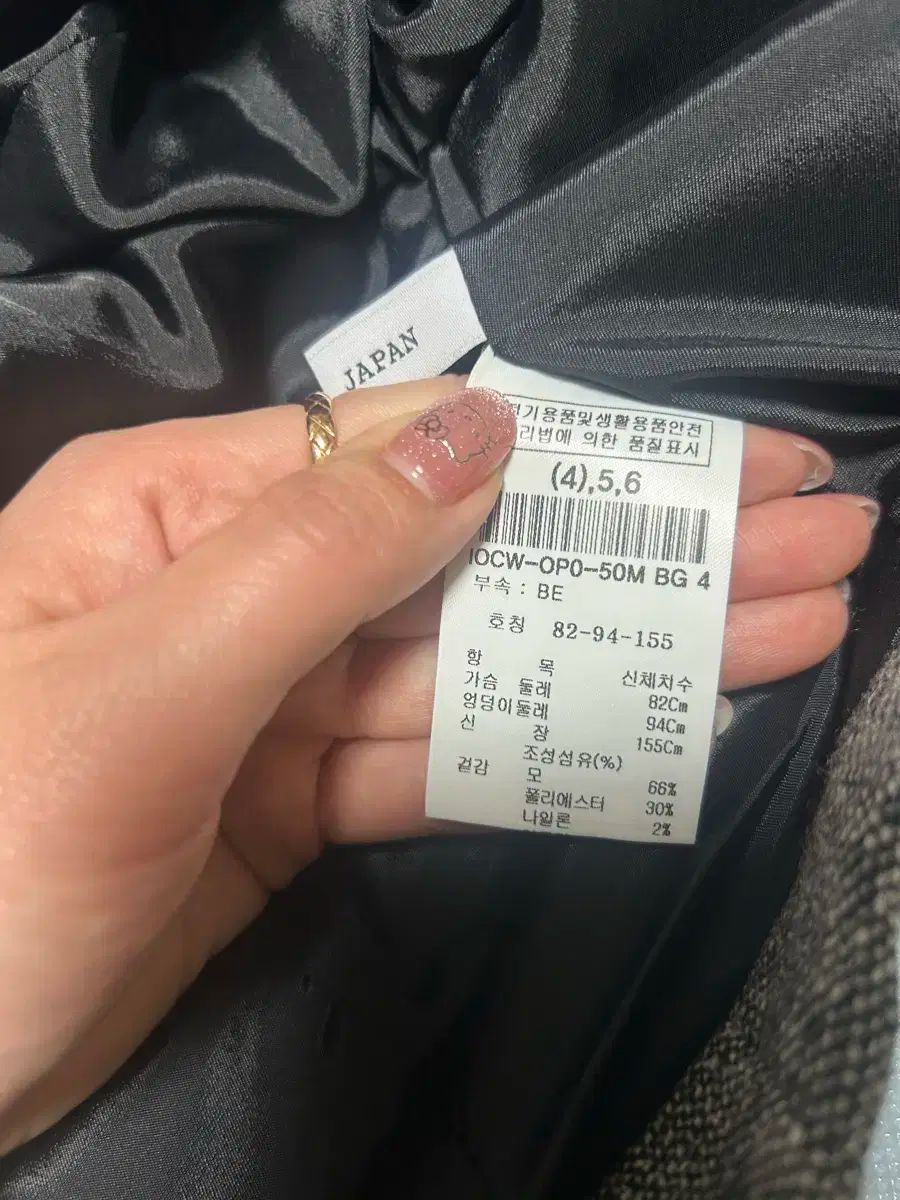 JAPAN
기용품및생활용품안전
리법에 의한 품질표시
(4),5,6
IOCW-OP0-50M BG 4
부속 : BE
호칭 82-94-155
항 목 신체치수
가슴 둘레 82Cm
엉덩이둘레 94Cm
신 장 155Cm
조성섬유(%)
겉감 모 66%
폴리에스터 30%
나일론 2%